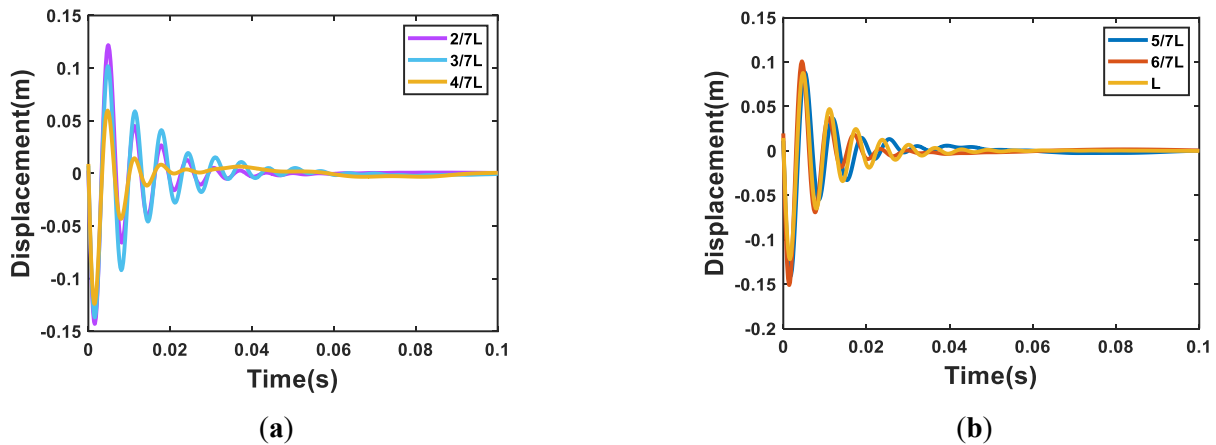 0.15
0.1
0.05
0
-0.05
-0.1
-0.15
Displacement(m)
2/7L
3/7L
4/7L
0 0.02 0.04 0.06 0.08 0.1
Time(s)
(a)
0.15
0.1
0.05
0
-0.05
-0.1
-0.15
-0.2
Displacement(m)
5/7L
6/7L
L
0 0.02 0.04 0.06 0.08 0.1
Time(s)
(b)